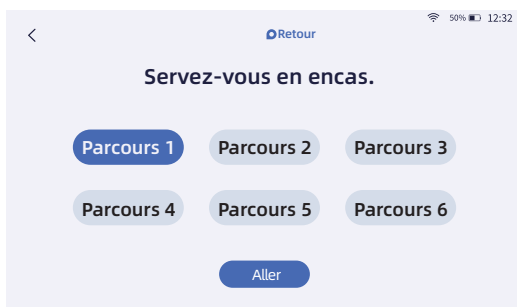 50% 12:32
Retour
Servez-vous en encas.
Parcours 1 Parcours 2 Parcours 3
Parcours 4 Parcours 5 Parcours 6
Aller